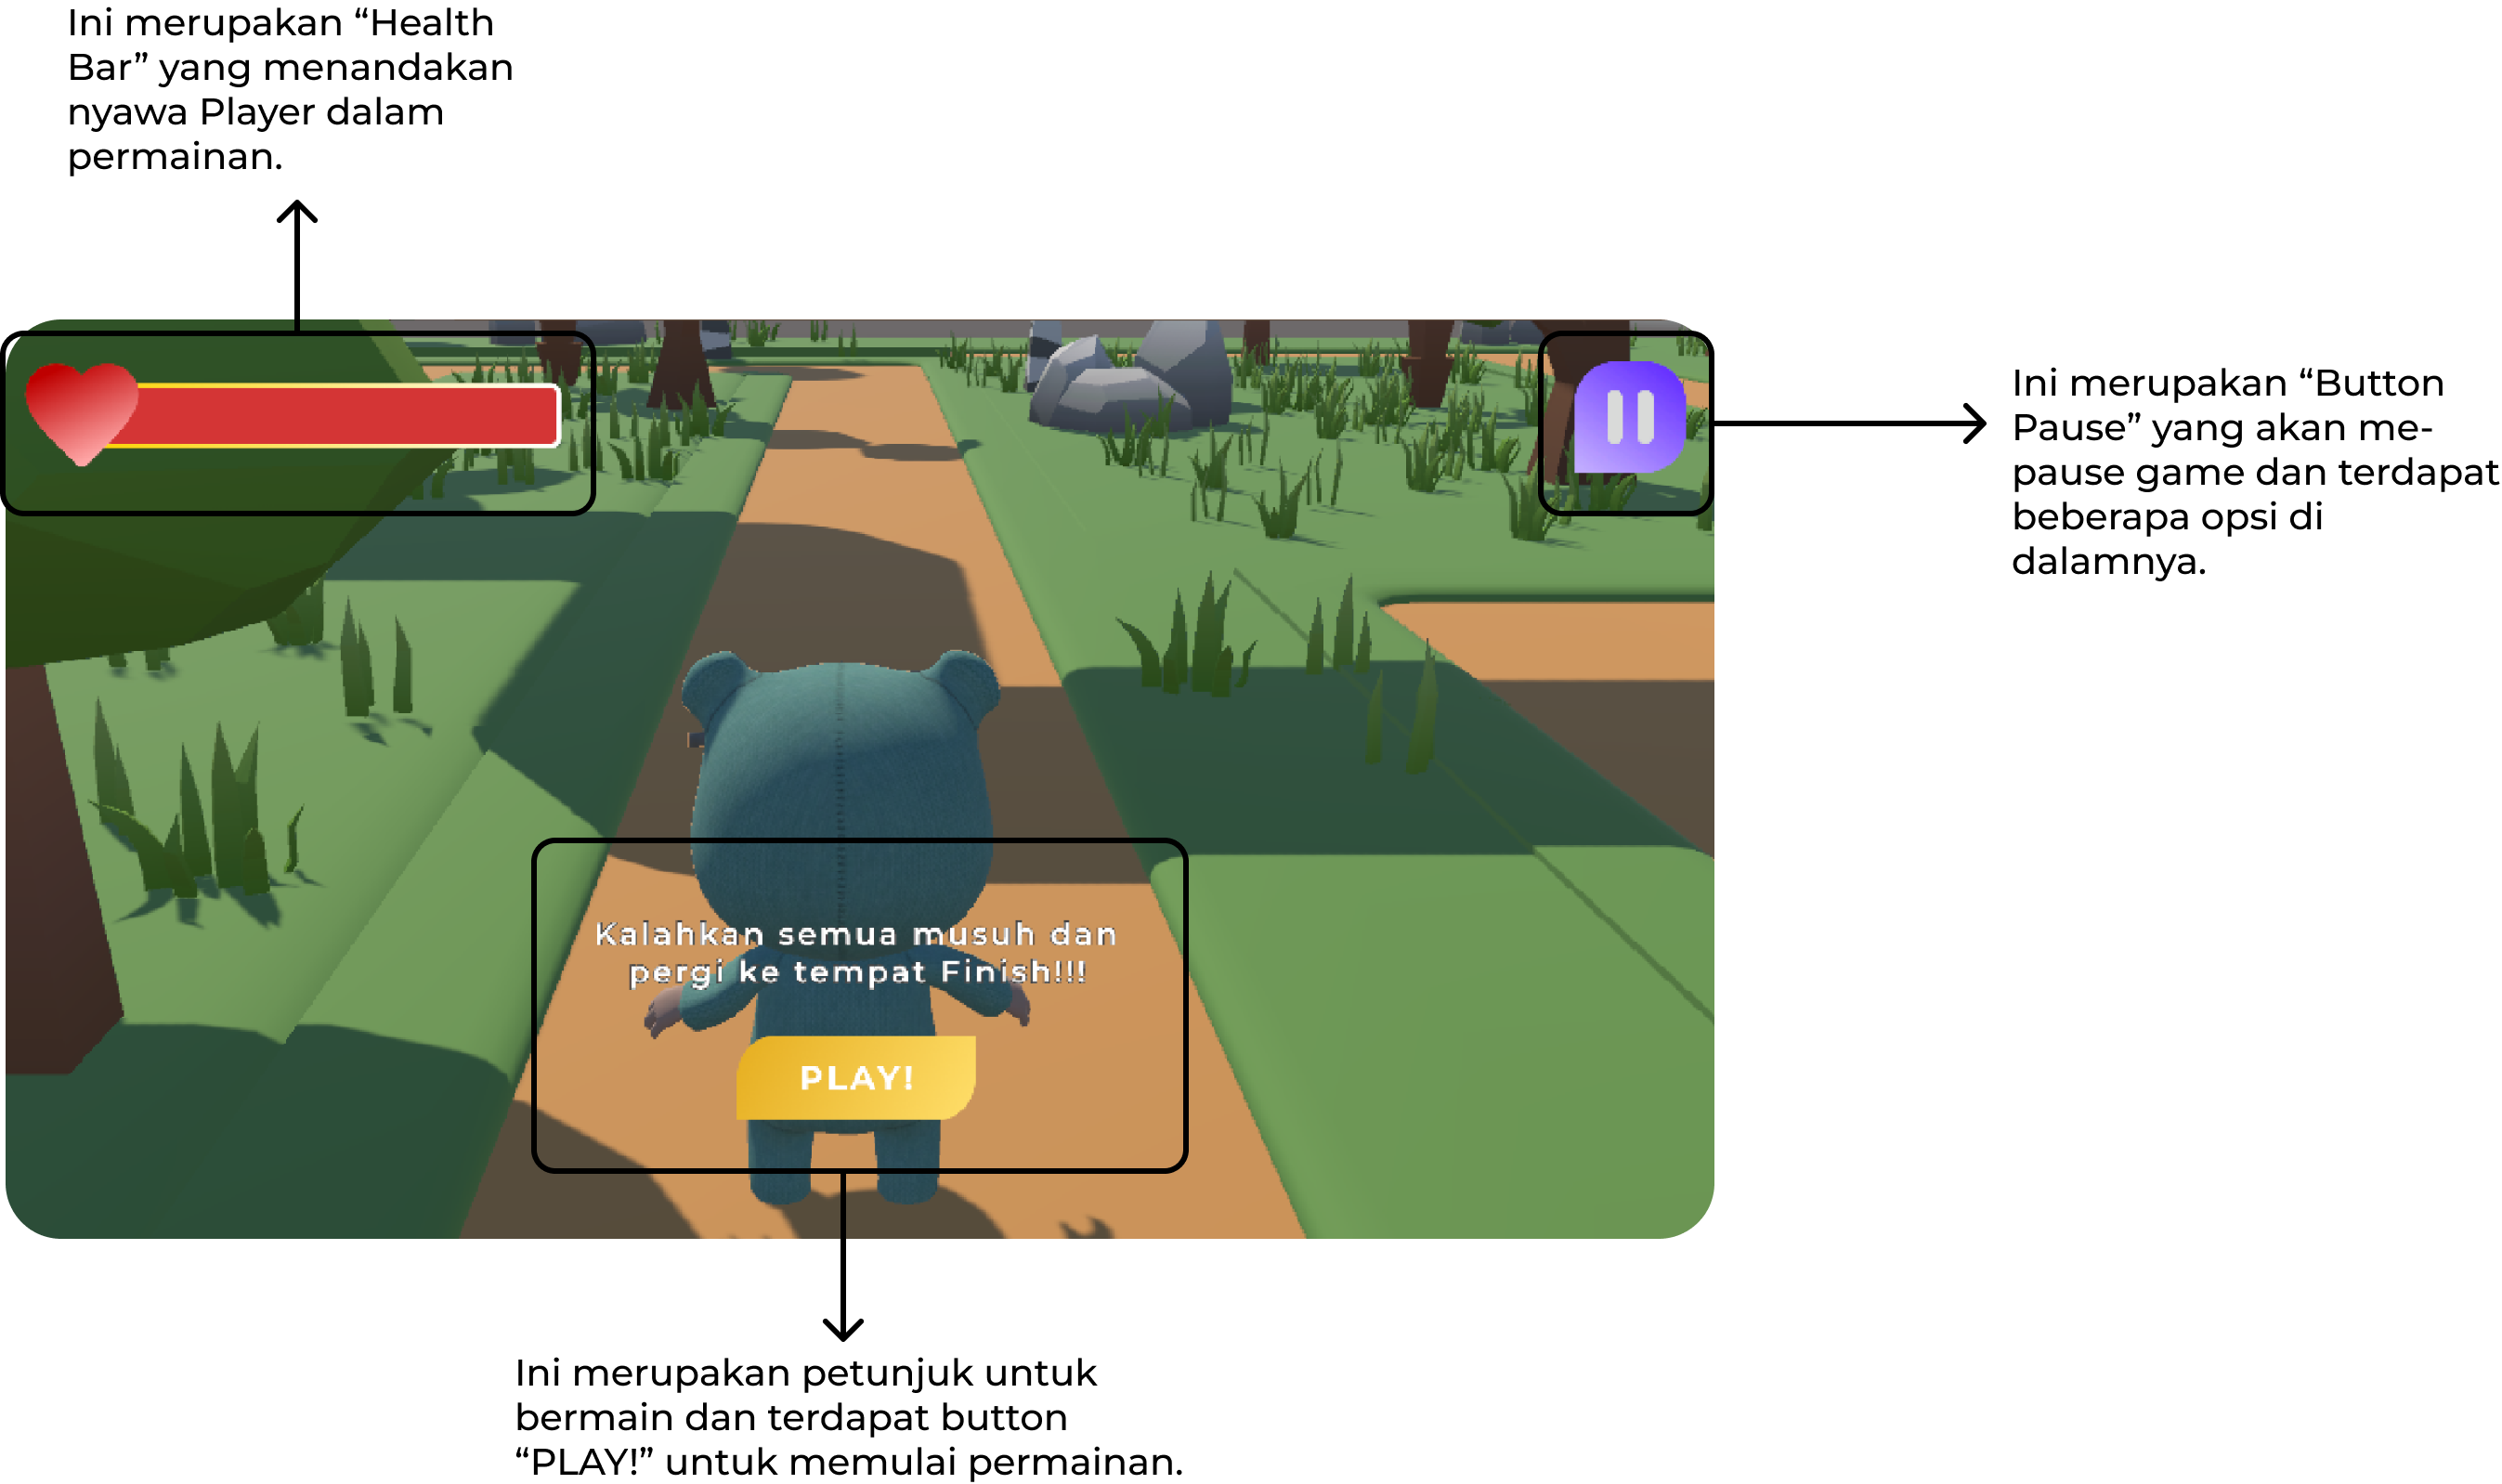 Ini merupakan “Health
Bar” yang menandakan
nyawa Player dalam
permainan.
Ini merupakan “Button
Pause” yang akan me-
pause game dan terdapat
beberapa opsi di
dalamnya.
Kalahkan semua musuh dan
pergi ke tempat Finish!!!
PLAY!
Ini merupakan petunjuk untuk
bermain dan terdapat button
“PLAY!” untuk memulai permainan.